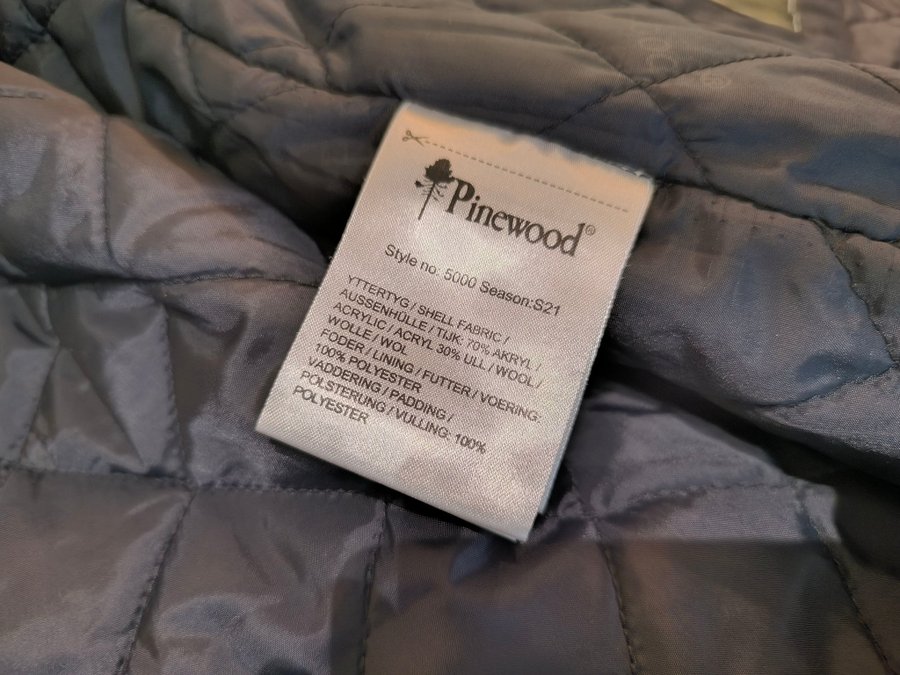 Pinewood®
Style no: 5000 Season:S21
YTTERTYG / SHELL FABRIC /
AUSSENHÜLLE / TIJK: 70% AKRYL /
ACRYLIC / ACRYL 30% ULL / WOOL /
WOLLE / WOL
FODER / LINING / FUTTER / VOERING:
100% POLYESTER
VADDERING / PADDING /
POLSTERUNG / VULLING: 100%
POLYESTER